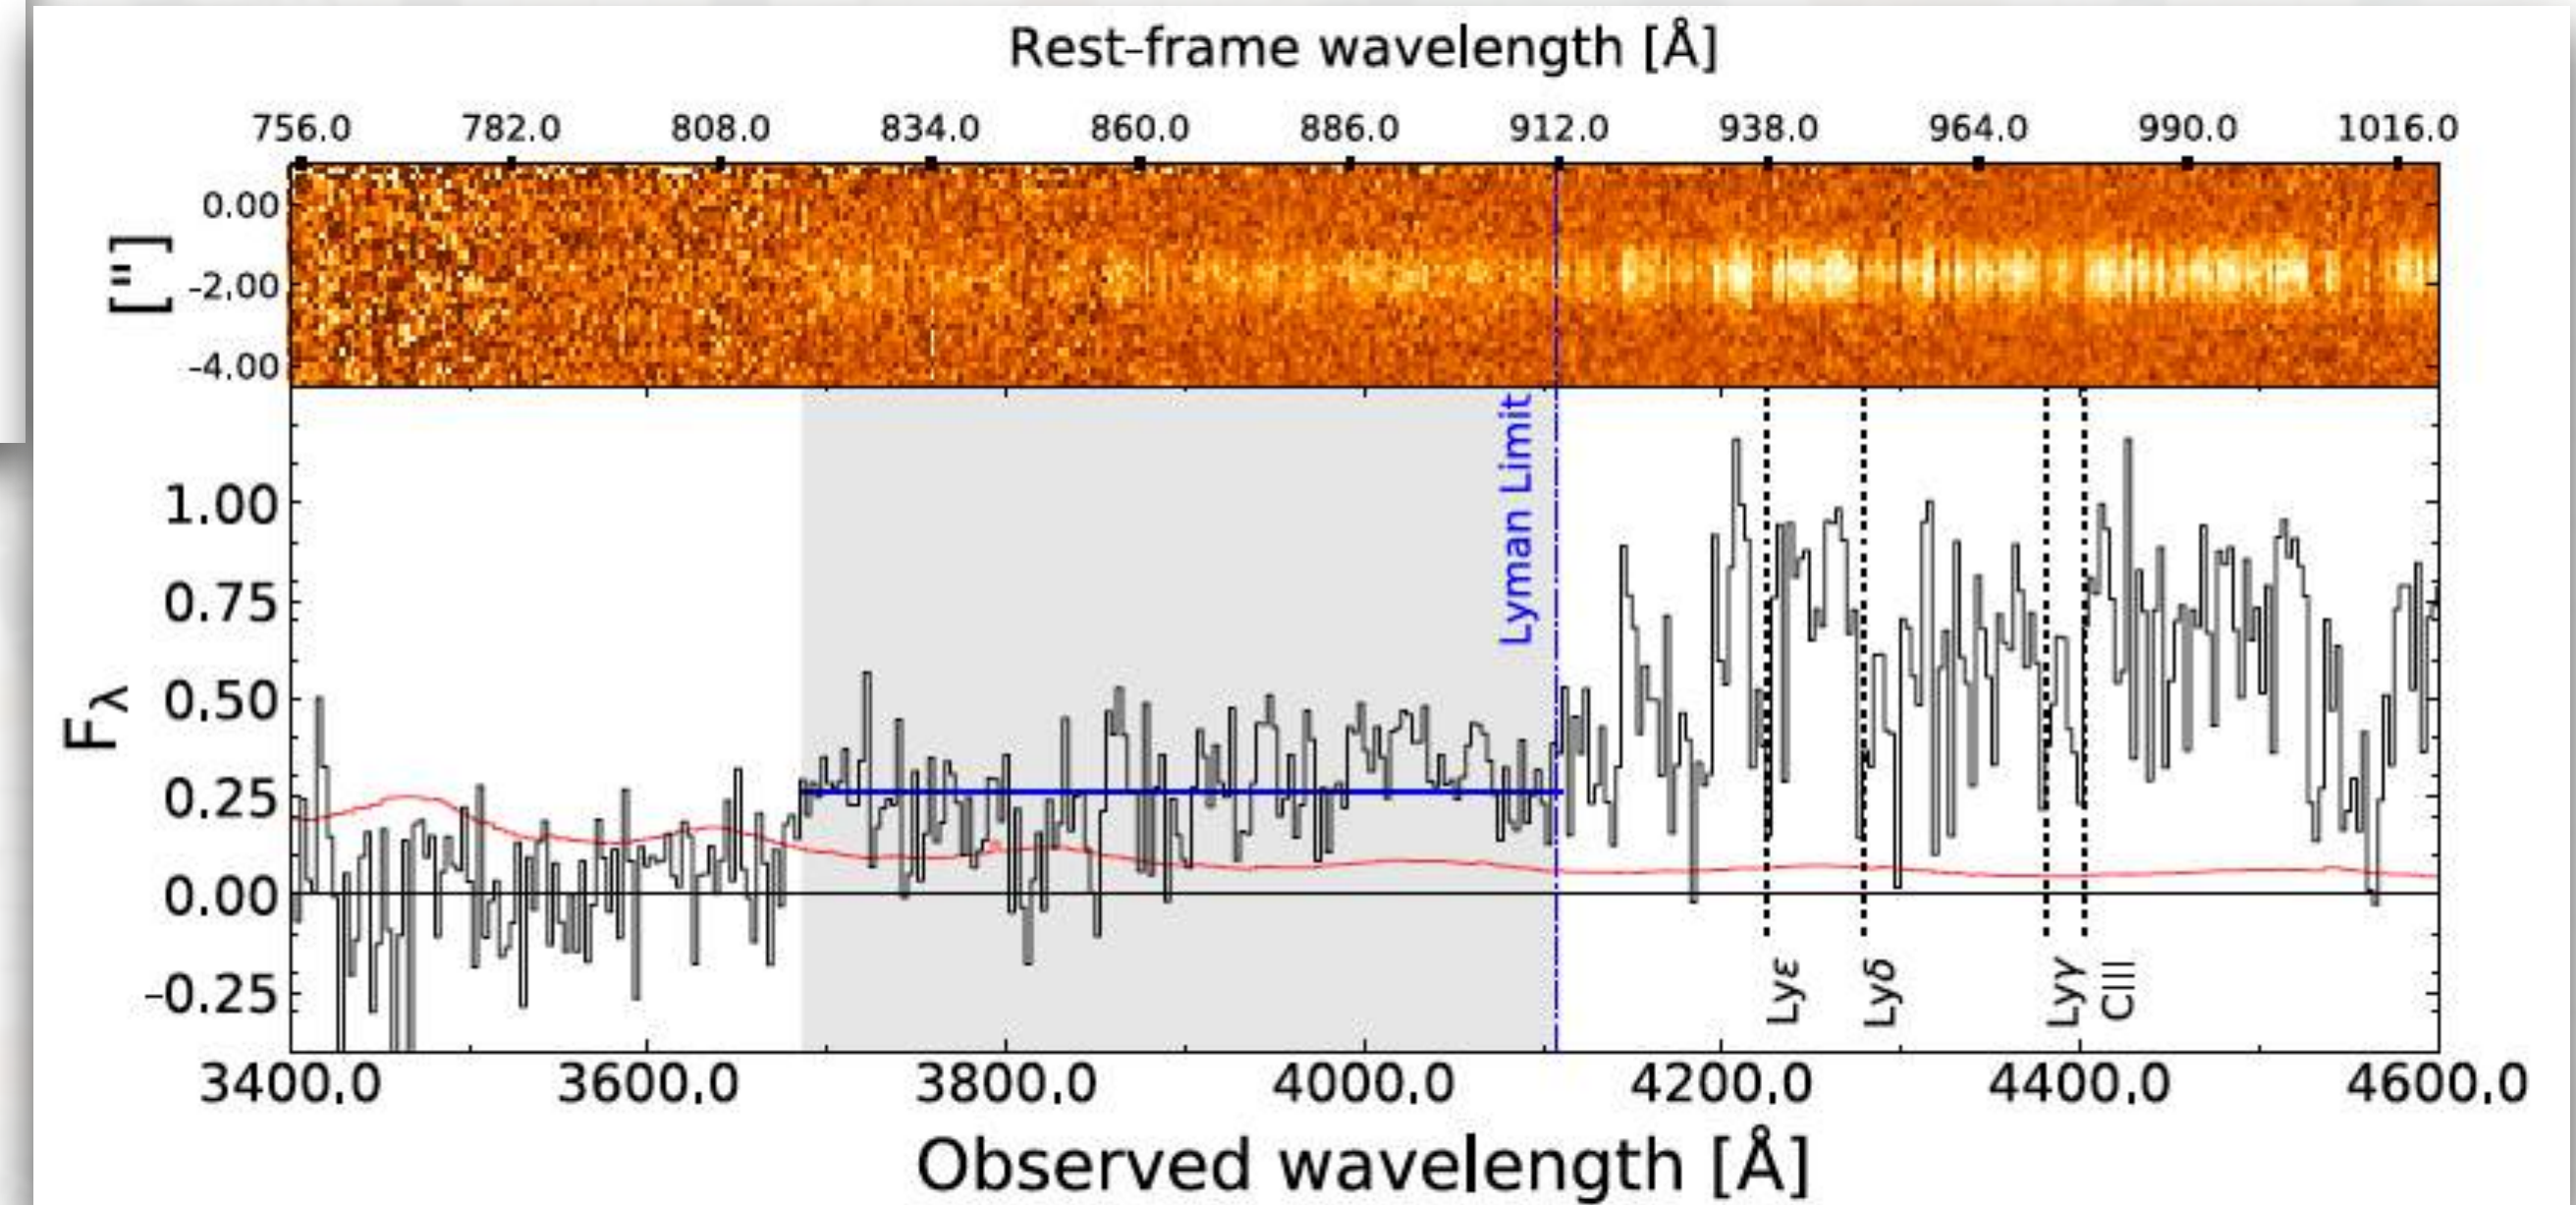 Rest-frame wavelength [Å]
756.0 782.0 808.0 834.0 860.0 886.0 912.0 938.0 964.0 990.0 1016.0
0.00
-2.00
-4.00
["]
1.00
0.75
0.50
0.25
0.00
-0.25
Fλ
Lyman Limit
Lyε
Lyδ
Lyγ
CIII
3400.0 3600.0 3800.0 4000.0 4200.0 4400.0 4600.0
Observed wavelength [Å]